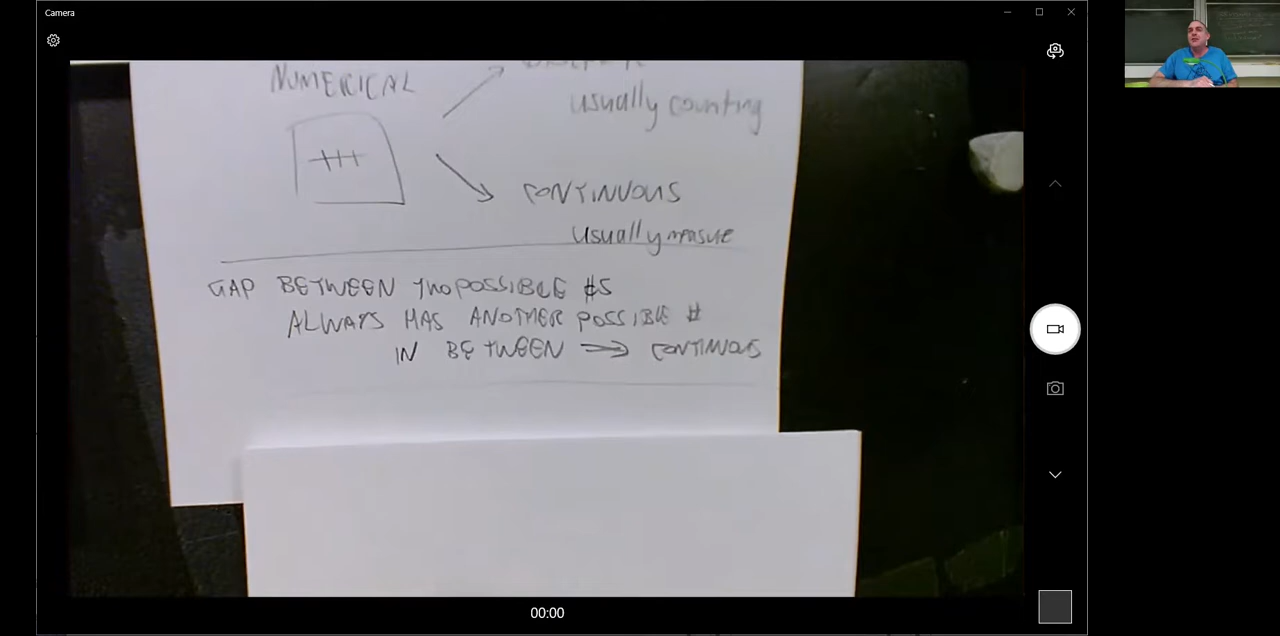 Camera
NUMERICAL
usually counting
CONTINUOUS
usually measure
GAP BETWEEN TWO POSSIBLE #S
ALWAYS HAS ANOTHER POSSIBLE #
IN BETWEEN → CONTINUOUS
00:00